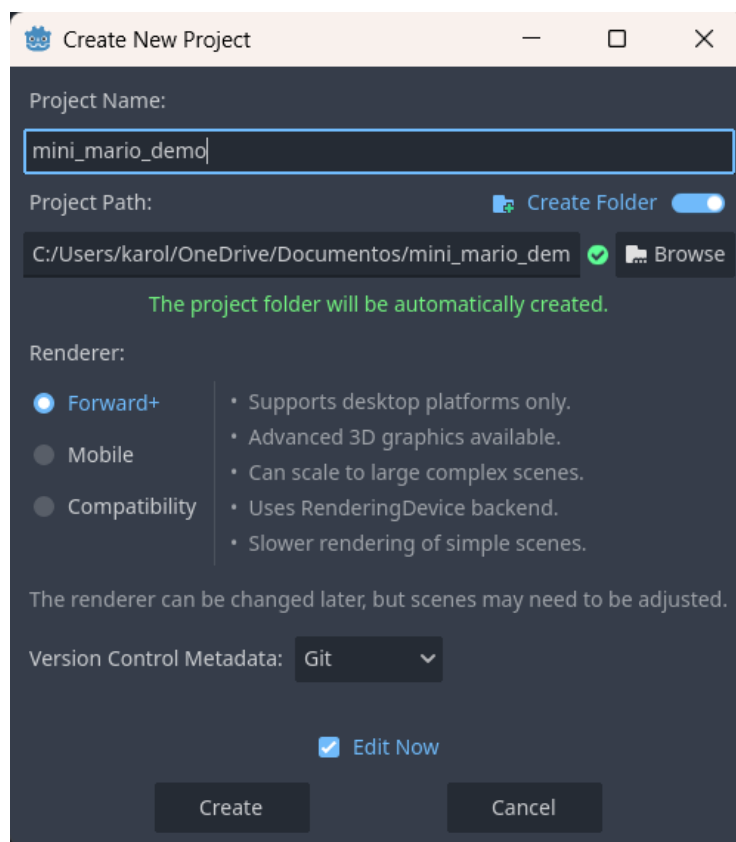 Create New Project
Project Name:
mini_mario_demo
Project Path:
Create Folder
C:/Users/karol/OneDrive/Documentos/mini_mario_dem
Browse
The project folder will be automatically created.
Renderer:
Forward+
Mobile
Compatibility
• Supports desktop platforms only.
• Advanced 3D graphics available.
• Can scale to large complex scenes.
• Uses RenderingDevice backend.
• Slower rendering of simple scenes.
The renderer can be changed later, but scenes may need to be adjusted.
Version Control Metadata: Git
Edit Now
Create
Cancel